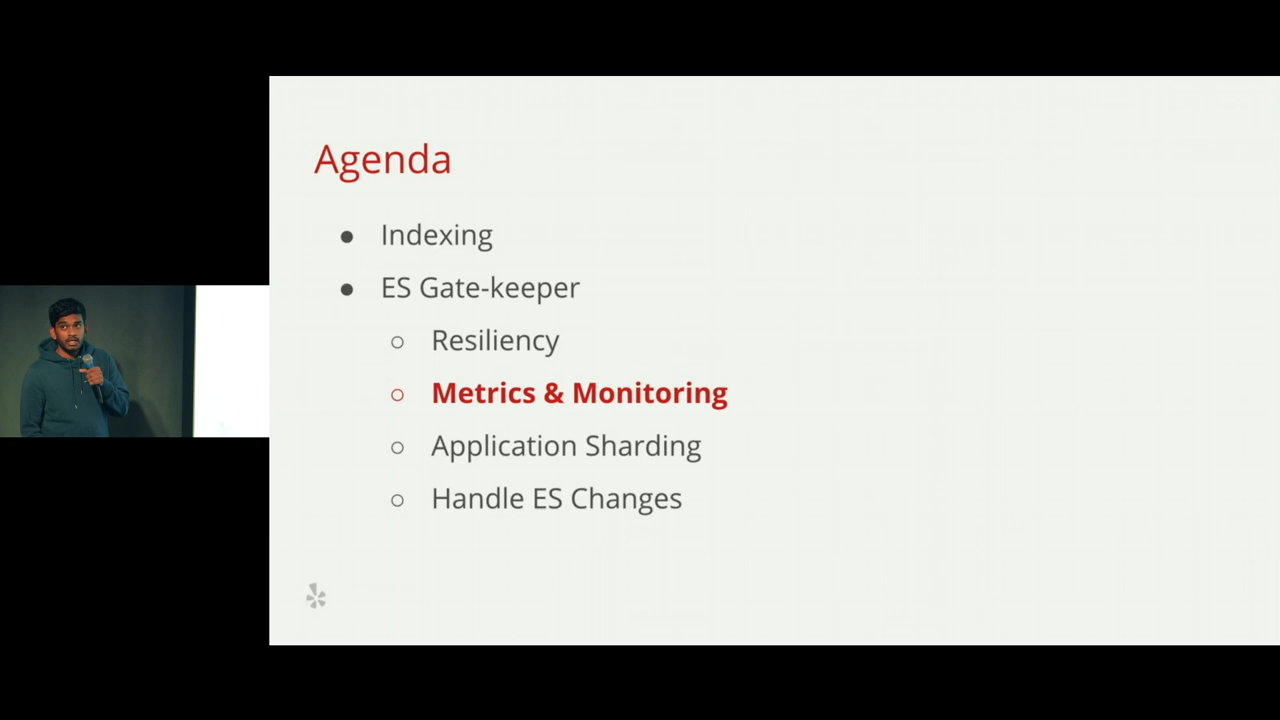 Agenda
● Indexing
● ES Gate-keeper
○ Resiliency
○ Metrics & Monitoring
○ Application Sharding
○ Handle ES Changes